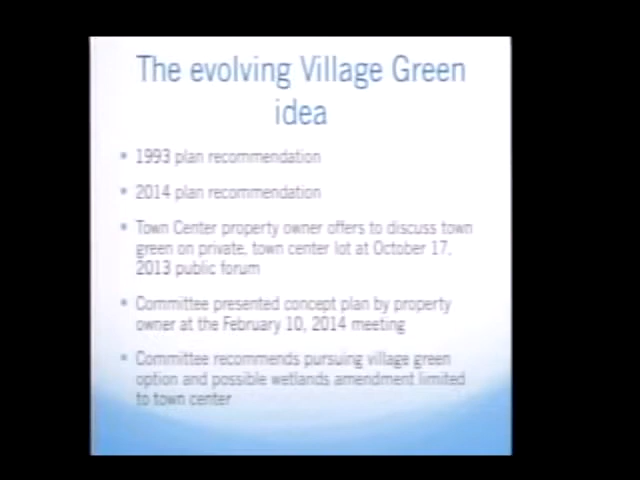 The evolving Village Green
idea
• 1993 plan recommendation
• 2014 plan recommendation
• Town Center property owner offers to discuss town
green on private, town center lot at October 17,
2013 public forum
• Committee presented concept plan by property
owner at the February 10, 2014 meeting
• Committee recommends pursuing village green
option and possible wetlands amendment limited
to town center